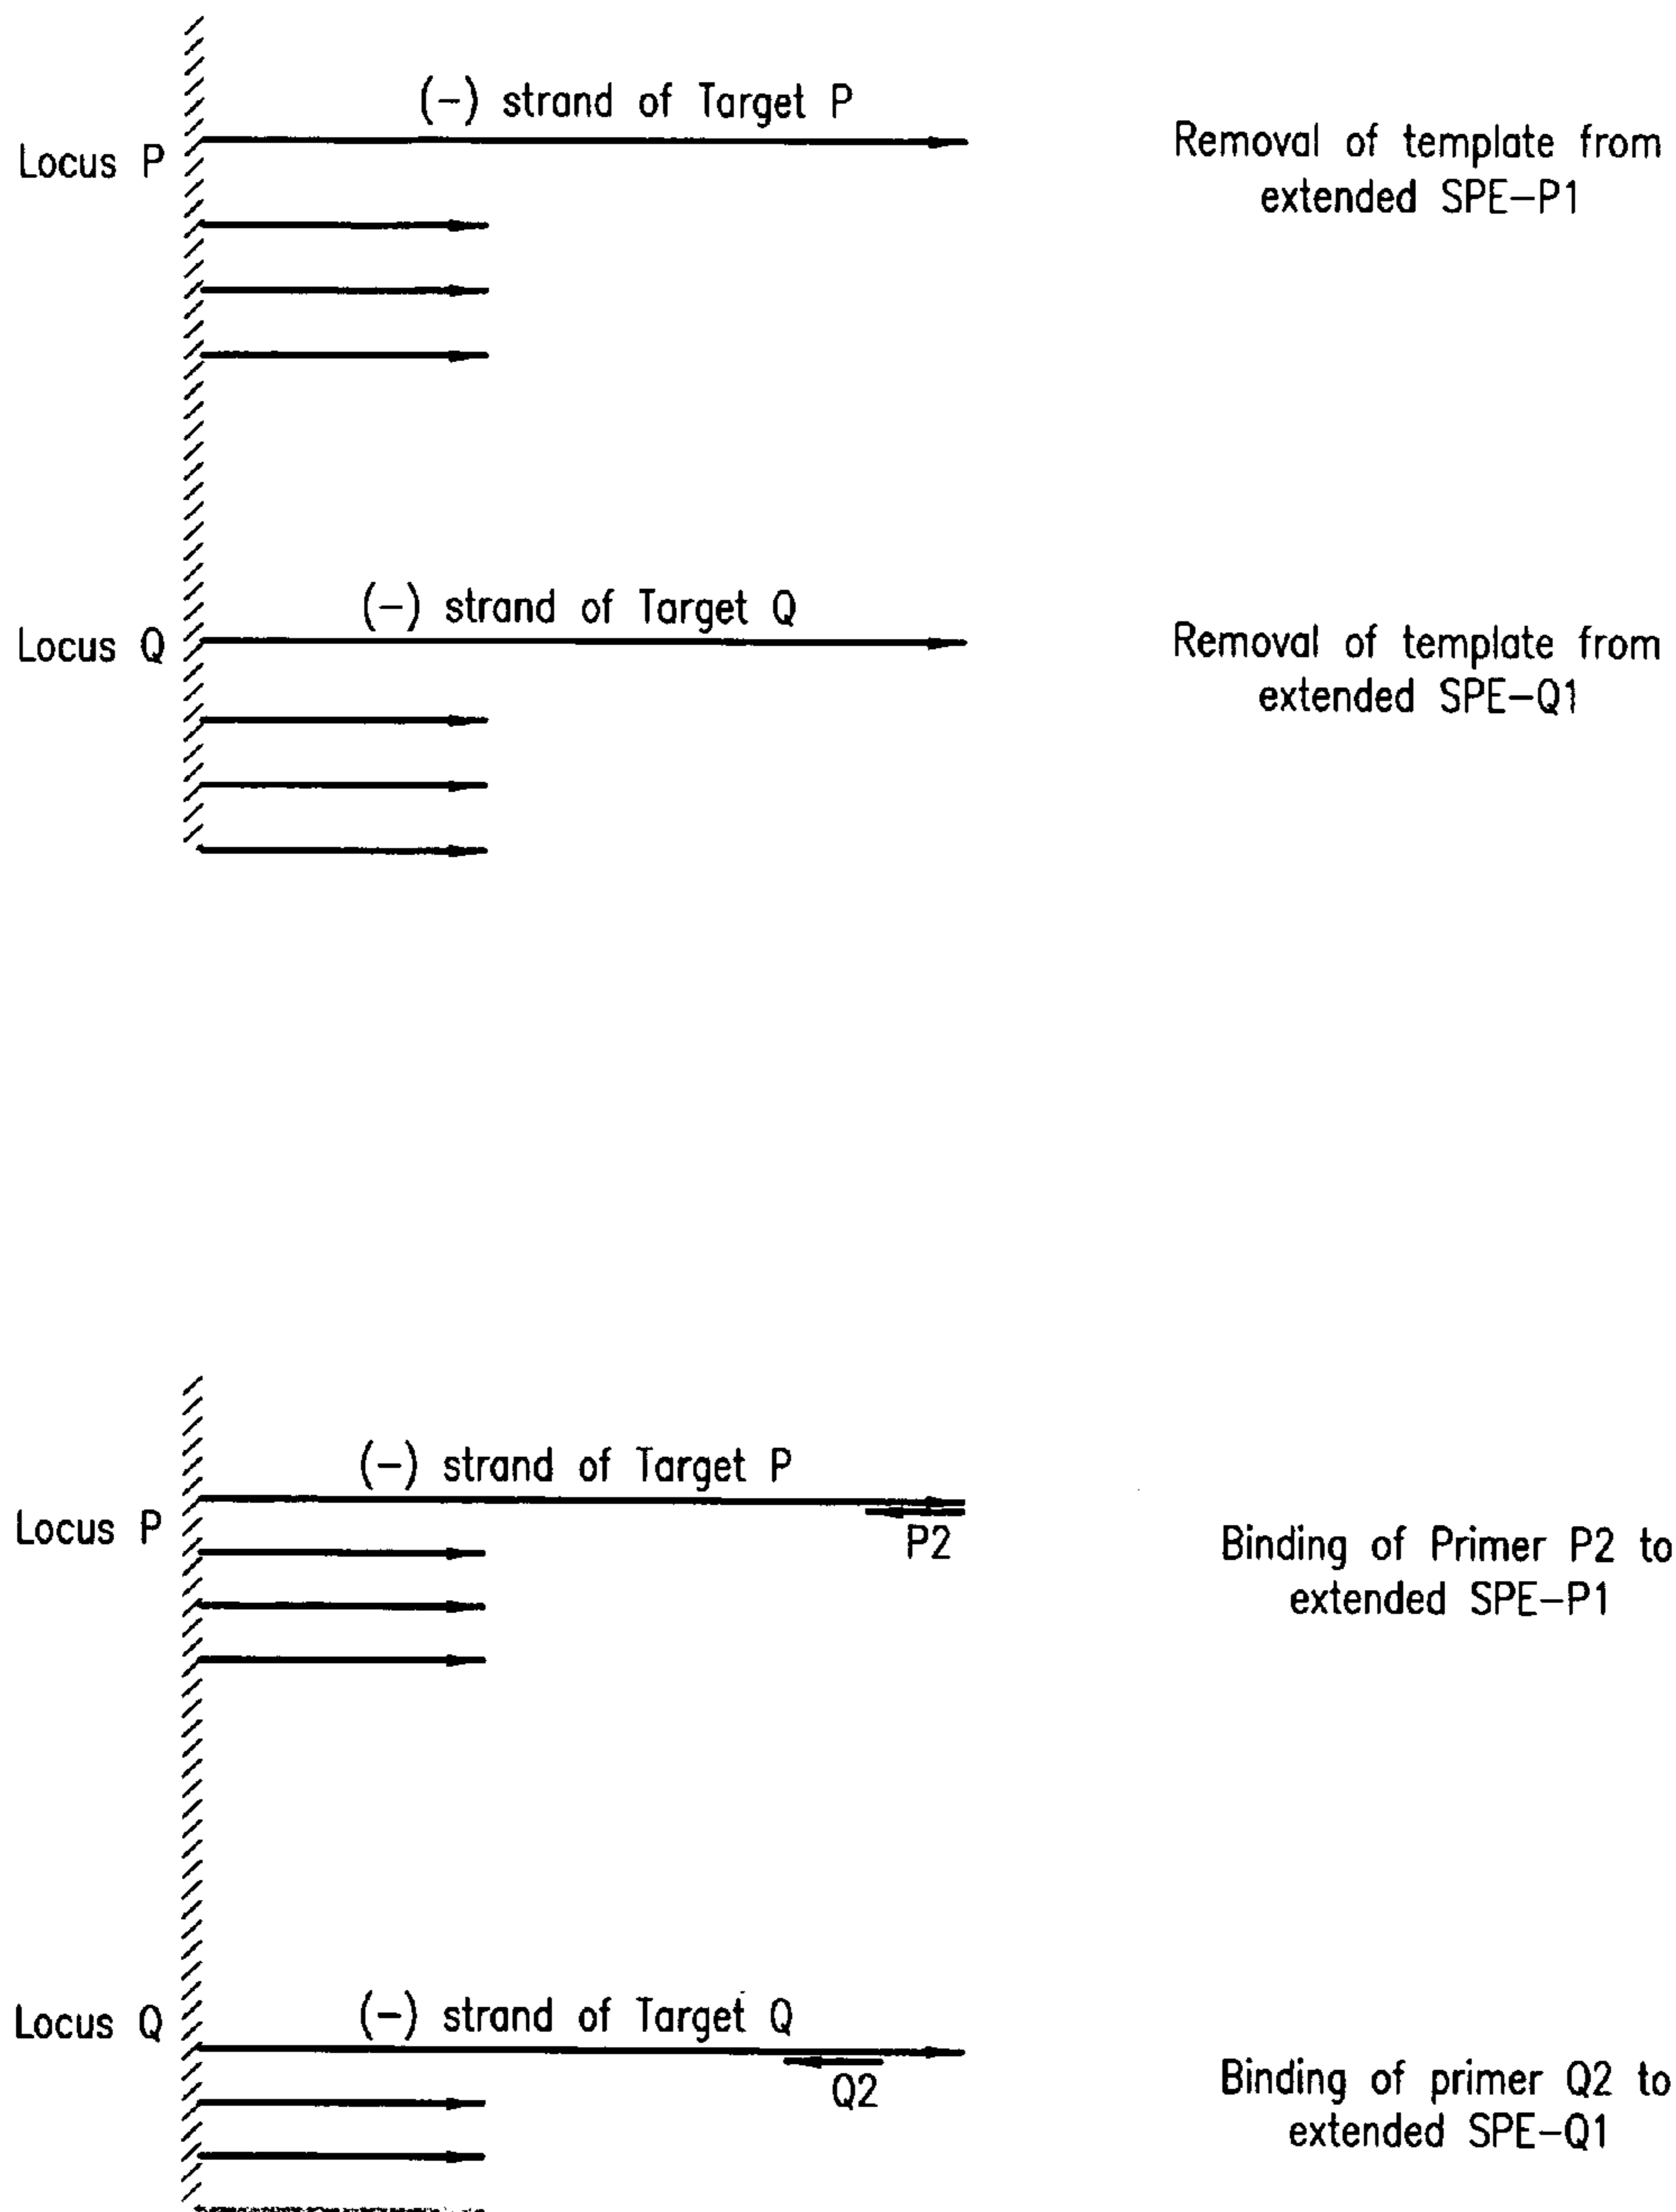 (-) strand of Target P
Locus P
Removal of template from
extended SPE-P1
(-) strand of Target Q
Locus Q
Removal of template from
extended SPE-Q1
(-) strand of Target P
Locus P
P2
Binding of Primer P2 to
extended SPE-P1
(-) strand of Target Q
Locus Q
Q2
Binding of primer Q2 to
extended SPE-Q1